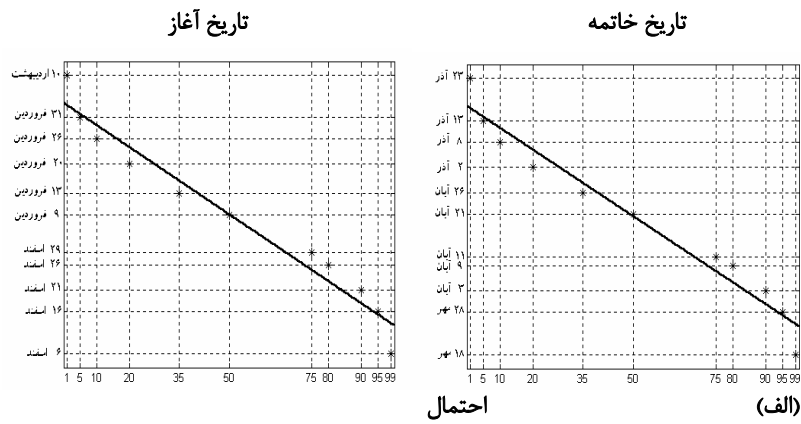 تاریخ خاتمه
۲۳ آذر
۱۳ آذر
۸ آذر
۲ آذر
۲۶ آبان
۲۱ آبان
۱۱ آبان
۹ آبان
۳ آبان
۲۸ مهر
۱۸ مهر
1 5 10 20 35 50 75 80 90 95 99
تاریخ آغاز
۱۰ اردیبهشت
۳۱ فروردین
۲۶ فروردین
۲۰ فروردین
۱۳ فروردین
۹ فروردین
۲۹ اسفند
۲۶ اسفند
۲۱ اسفند
۱۶ اسفند
۶ اسفند
1 5 10 20 35 50 75 80 90 95 99
(الف) احتمال